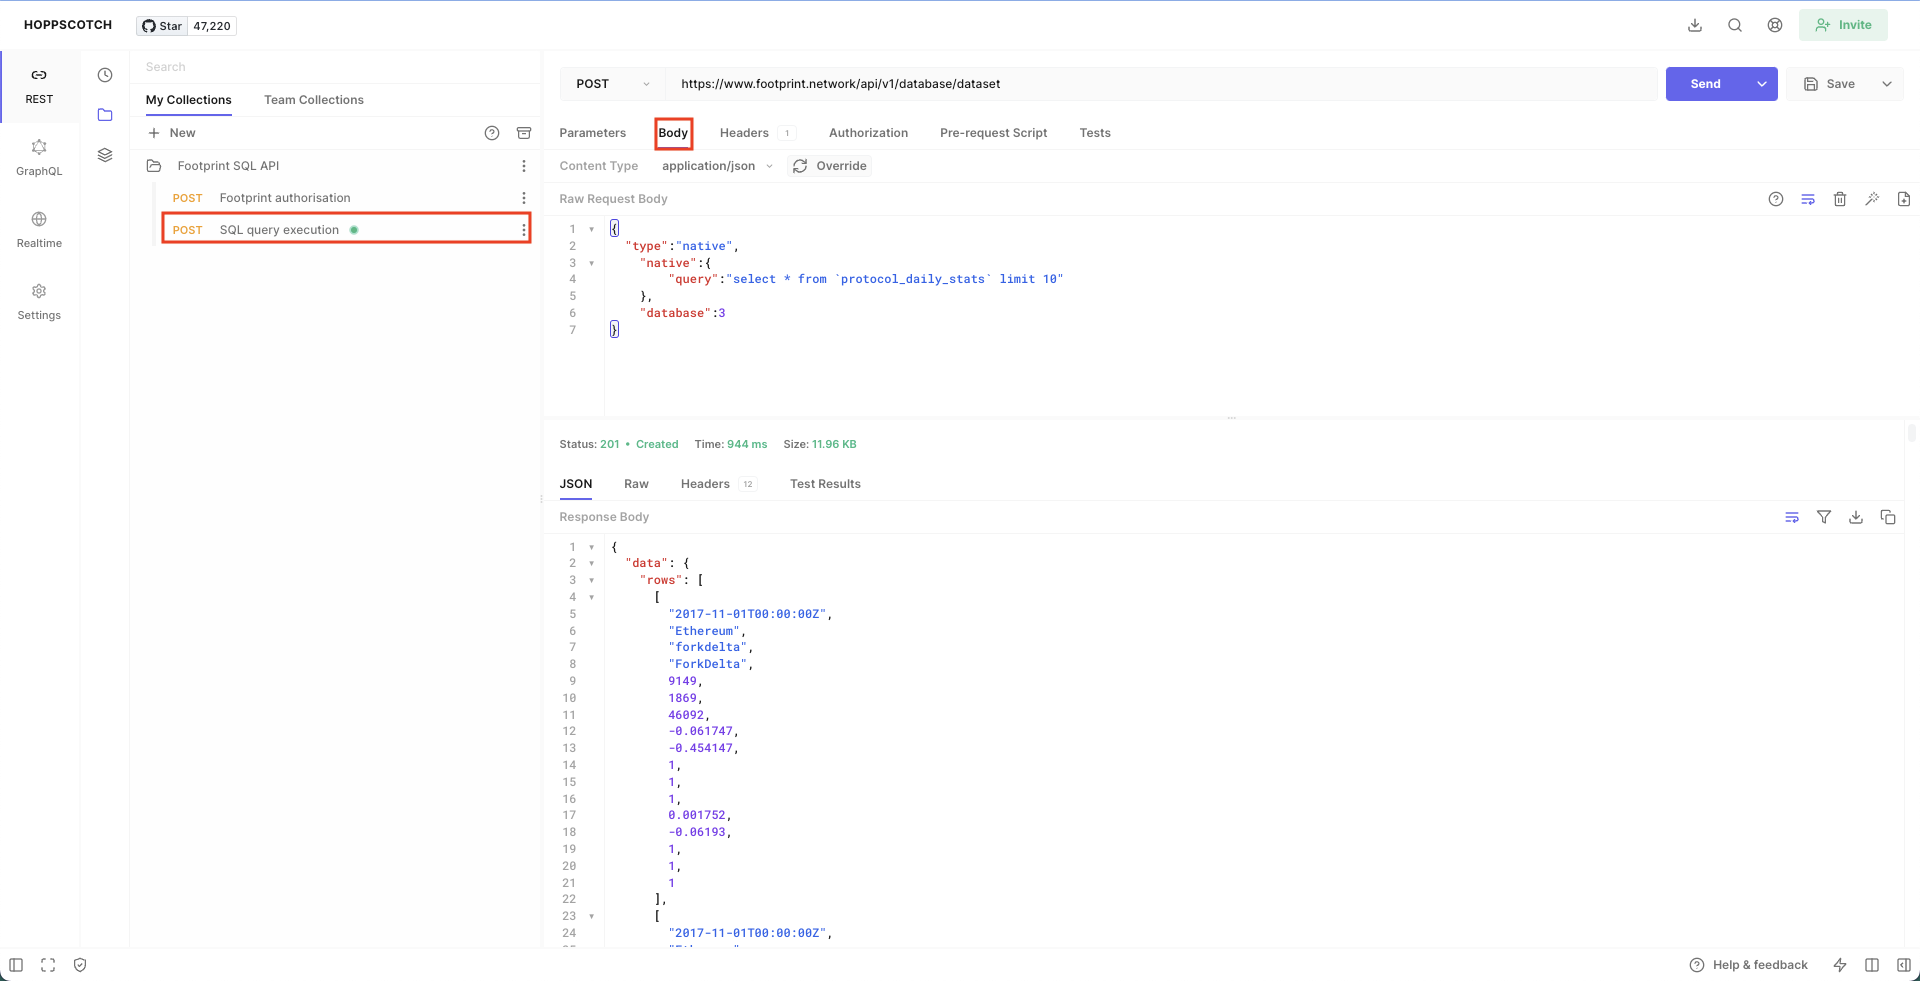 HOPPSCOTCH
Star 47,220
Invite
REST
GraphQL
Realtime
Settings
Search
My Collections Team Collections
New
Footprint SQL API
POST Footprint authorisation
POST SQL query execution
POST https://www.footprint.network/api/v1/database/dataset Send Save
Parameters Body Headers 1 Authorization Pre-request Script Tests
Content Type application/json Override
Raw Request Body
1 {
2 "type":"native",
3 "native":{
4 "query":"select * from `protocol_daily_stats` limit 10"
5 },
6 "database":3
7 }
Status: 201 • Created Time: 944 ms Size: 11.96 KB
JSON Raw Headers 12 Test Results
Response Body
1 {
2 "data": {
3 "rows": [
4 [
5 "2017-11-01T00:00:00Z",
6 "Ethereum",
7 "forkdelta",
8 "ForkDelta",
9 9149,
10 1869,
11 46092,
12 -0.061747,
13 -0.454147,
14 1,
15 1,
16 1,
17 0.001752,
18 -0.06193,
19 1,
20 1,
21 1
22 ],
23 [
24 "2017-11-01T00:00:00Z",
Help & feedback